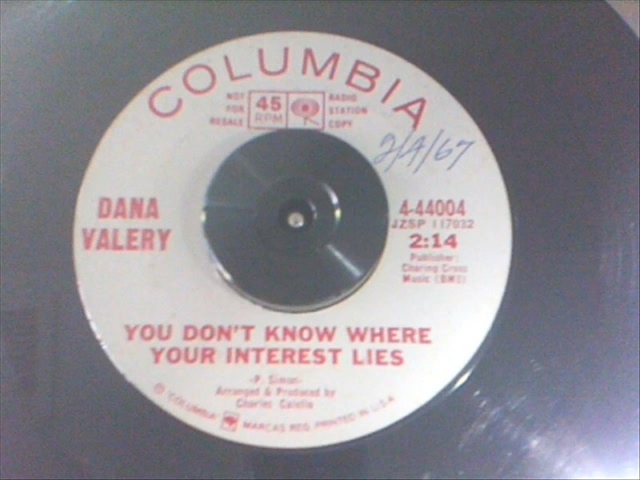 COLUMBIA
NOT
FOR
RESALE
45
RPM
RADIO
STATION
COPY
2/4/67
DANA
VALERY
4-44004
JZSP 117032
2:14
Publisher:
Charing Cross
Music (BMI)
YOU DON'T KNOW WHERE
YOUR INTEREST LIES
-P. Simon-
Arranged & Produced by
Charles Calello
"COLUMBIA" MARCAS REG. PRINTED IN U.S.A.